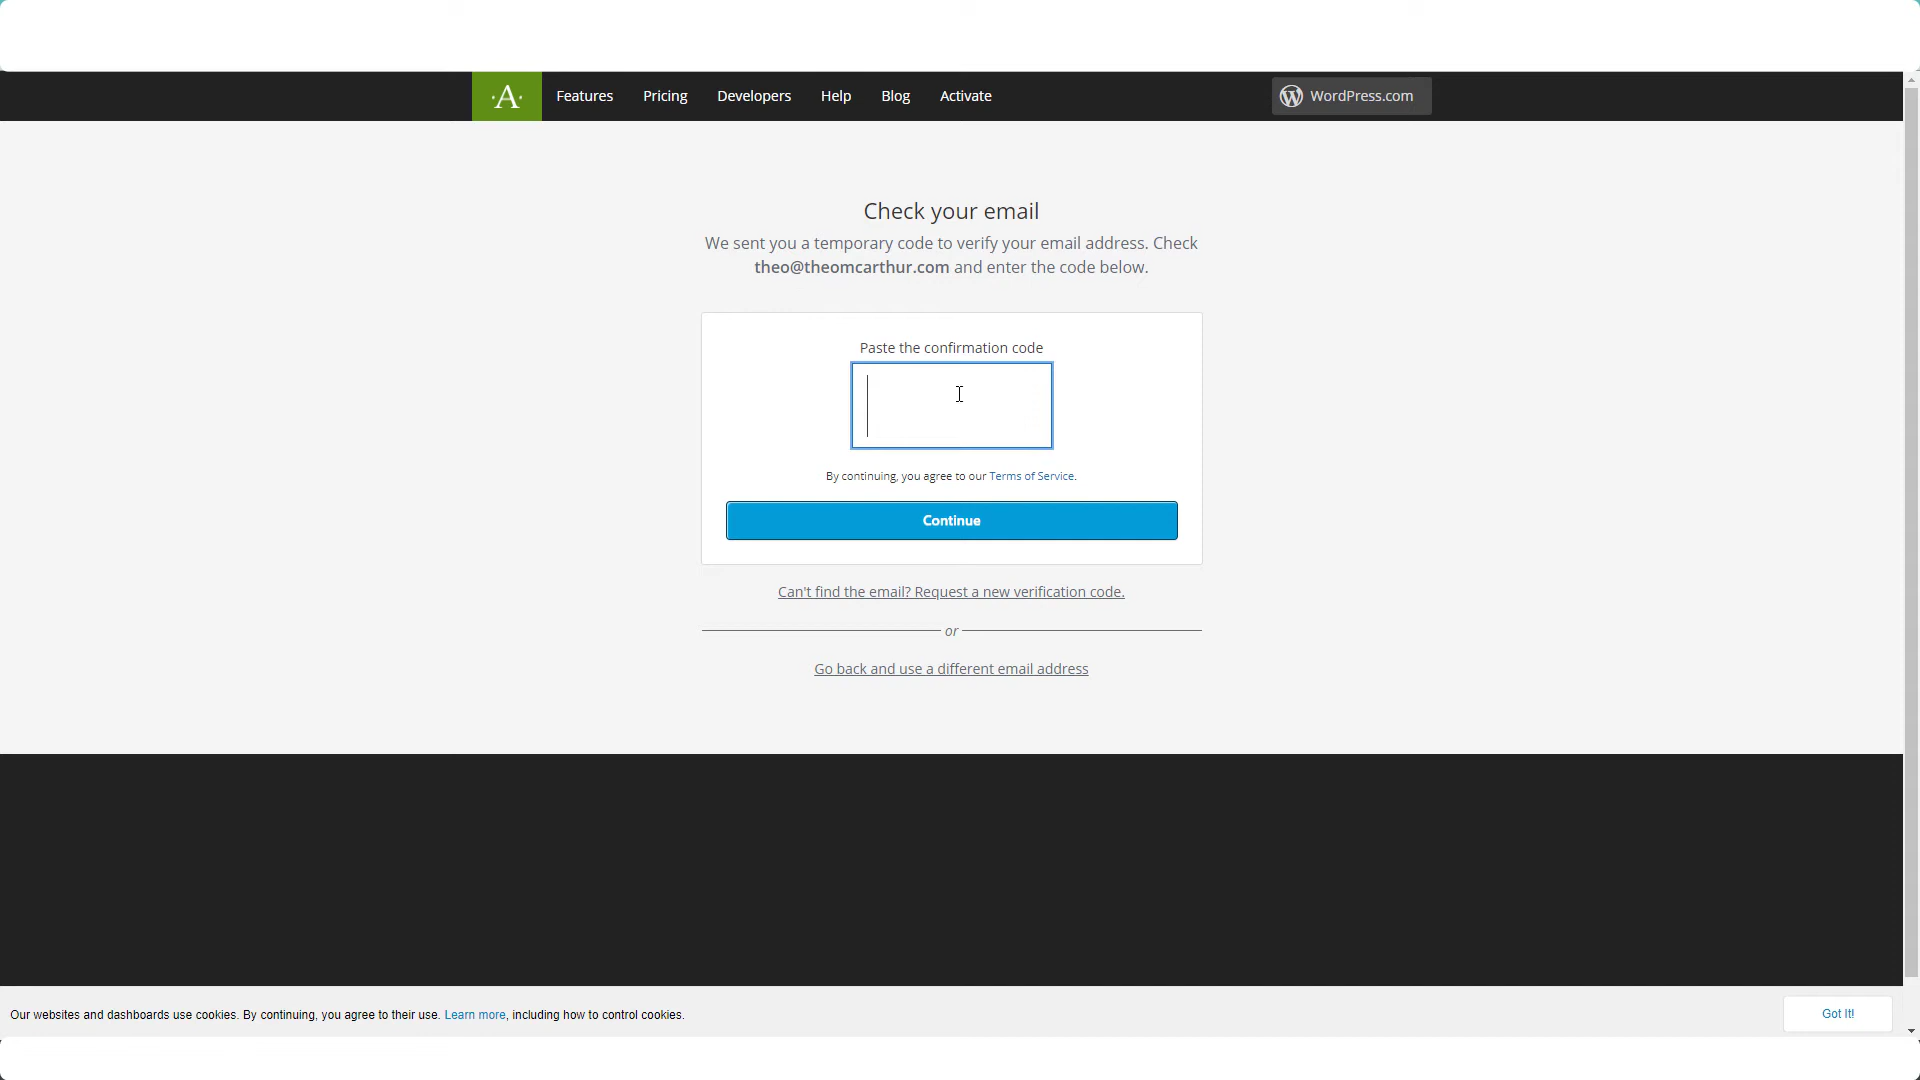 ·A· Features Pricing Developers Help Blog Activate WordPress.com
Check your email
We sent you a temporary code to verify your email address. Check
theo@theomcarthur.com and enter the code below.
Paste the confirmation code
By continuing, you agree to our Terms of Service.
Continue
Can't find the email? Request a new verification code.
or
Go back and use a different email address
Our websites and dashboards use cookies. By continuing, you agree to their use. Learn more, including how to control cookies.
Got It!